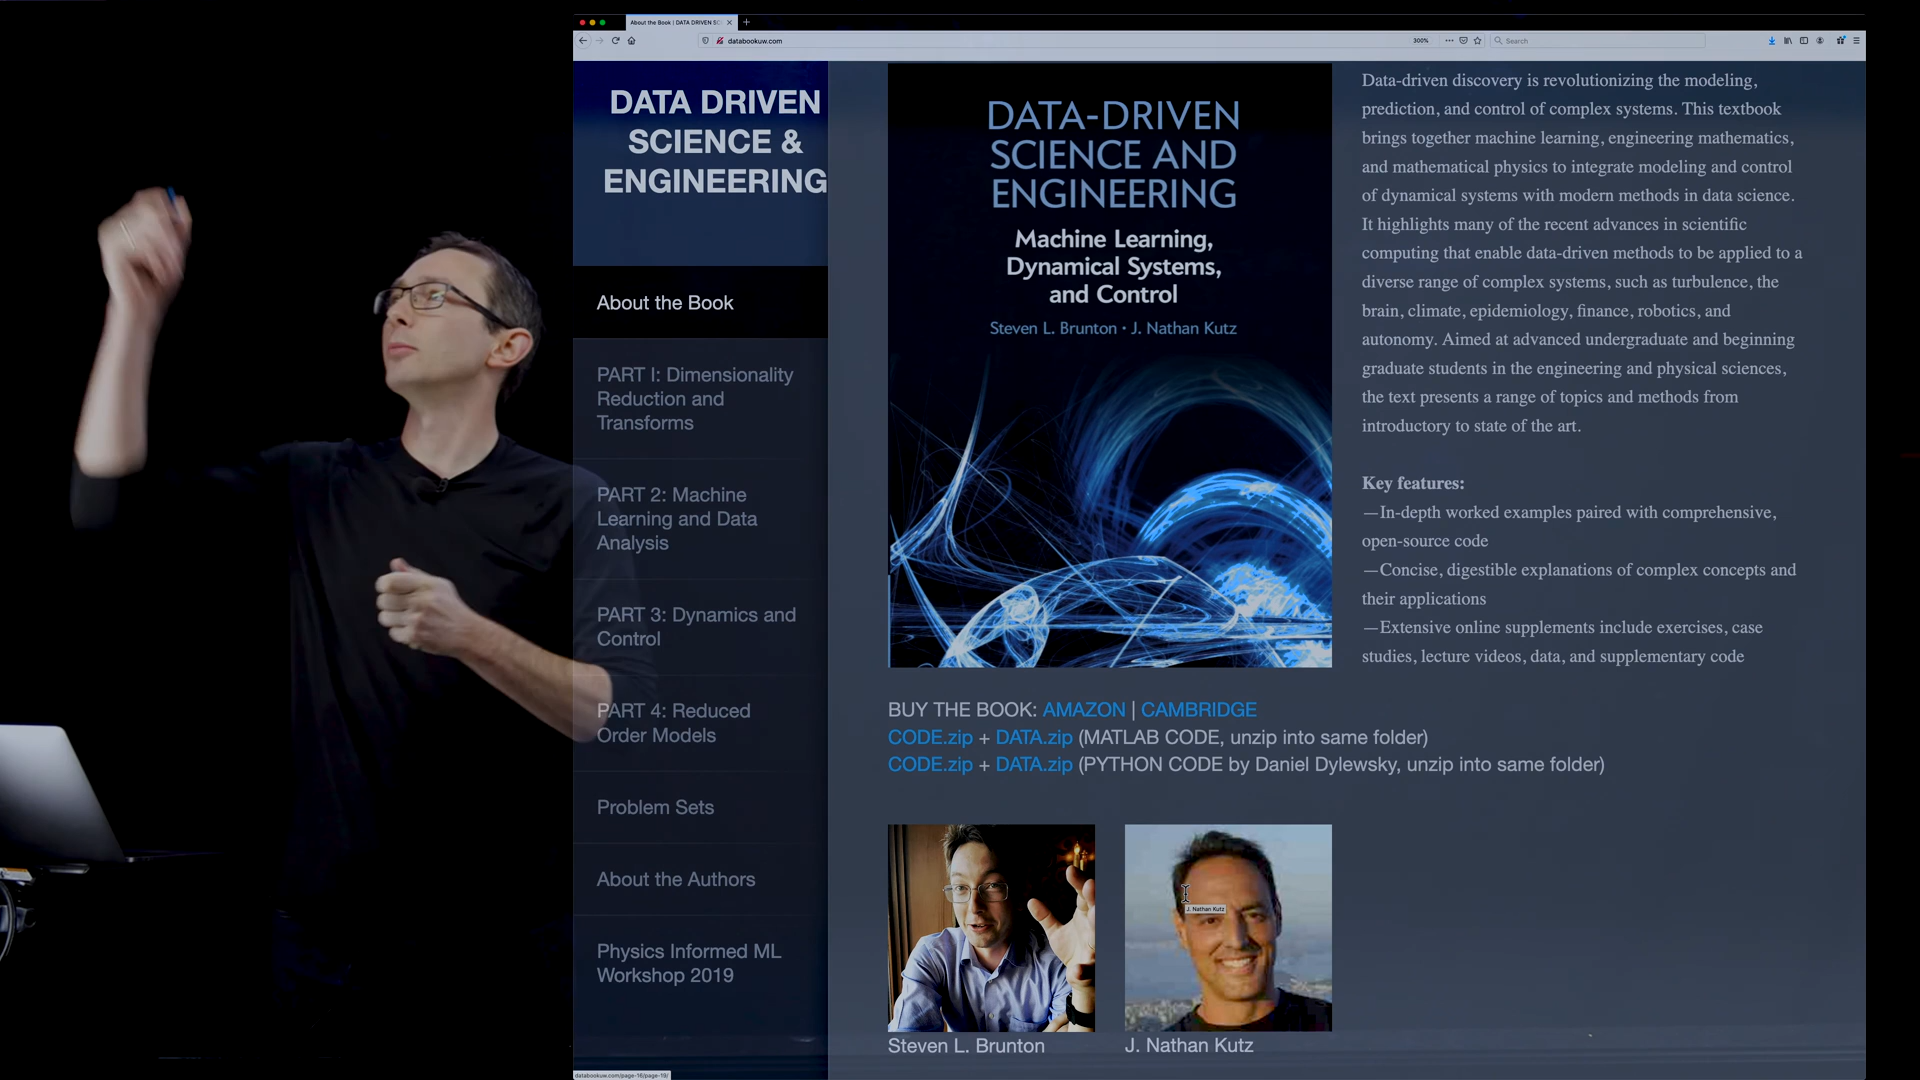 About the Book | DATA DRIVEN SC
databookuw.com
300%
Search
DATA DRIVEN
SCIENCE &
ENGINEERING
About the Book
PART I: Dimensionality
Reduction and
Transforms
PART 2: Machine
Learning and Data
Analysis
PART 3: Dynamics and
Control
PART 4: Reduced
Order Models
Problem Sets
About the Authors
Physics Informed ML
Workshop 2019
DATA-DRIVEN
SCIENCE AND
ENGINEERING
Machine Learning,
Dynamical Systems,
and Control
Steven L. Brunton • J. Nathan Kutz
Data-driven discovery is revolutionizing the modeling,
prediction, and control of complex systems. This textbook
brings together machine learning, engineering mathematics,
and mathematical physics to integrate modeling and control
of dynamical systems with modern methods in data science.
It highlights many of the recent advances in scientific
computing that enable data-driven methods to be applied to a
diverse range of complex systems, such as turbulence, the
brain, climate, epidemiology, finance, robotics, and
autonomy. Aimed at advanced undergraduate and beginning
graduate students in the engineering and physical sciences,
the text presents a range of topics and methods from
introductory to state of the art.
Key features:
—In-depth worked examples paired with comprehensive,
open-source code
—Concise, digestible explanations of complex concepts and
their applications
—Extensive online supplements include exercises, case
studies, lecture videos, data, and supplementary code
BUY THE BOOK: AMAZON | CAMBRIDGE
CODE.zip + DATA.zip (MATLAB CODE, unzip into same folder)
CODE.zip + DATA.zip (PYTHON CODE by Daniel Dylewsky, unzip into same folder)
J. Nathan Kutz
Steven L. Brunton
J. Nathan Kutz
databookuw.com/page-16/page-19/